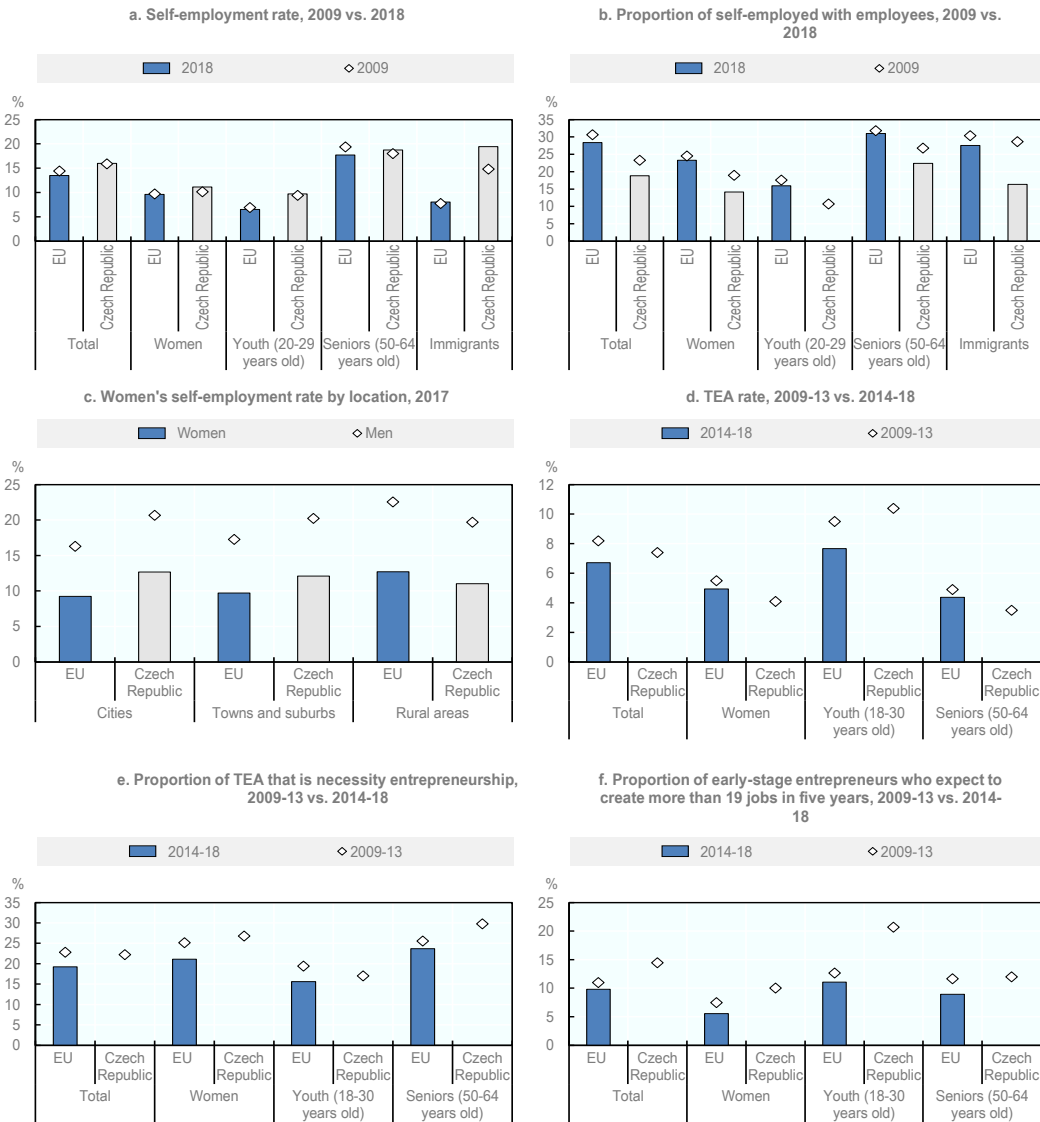 a. Self-employment rate, 2009 vs. 2018
2018
2009
%
25
20
15
10
5
0
EU
Czech Republic
EU
Czech Republic
EU
Czech Republic
EU
Czech Republic
EU
Czech Republic
Total
Women
Youth (20-29
years old)
Seniors (50-64
years old)
Immigrants
b. Proportion of self-employed with employees, 2009 vs.
2018
2018
2009
%
35
30
25
20
15
10
5
0
EU
Czech Republic
EU
Czech Republic
EU
Czech Republic
EU
Czech Republic
EU
Czech Republic
Total
Women
Youth (20-29
years old)
Seniors (50-64
years old)
Immigrants
c. Women's self-employment rate by location, 2017
Women
Men
%
25
20
15
10
5
0
EU
Czech
Republic
EU
Czech
Republic
EU
Czech
Republic
Cities
Towns and suburbs
Rural areas
d. TEA rate, 2009-13 vs. 2014-18
2014-18
2009-13
%
12
10
8
6
4
2
0
EU
Czech
Republic
EU
Czech
Republic
EU
Czech
Republic
EU
Czech
Republic
Total
Women
Youth (18-30
years old)
Seniors (50-64
years old)
e. Proportion of TEA that is necessity entrepreneurship,
2009-13 vs. 2014-18
2014-18
2009-13
%
35
30
25
20
15
10
5
0
EU
Czech
Republic
EU
Czech
Republic
EU
Czech
Republic
EU
Czech
Republic
Total
Women
Youth (18-30
years old)
Seniors (50-64
years old)
f. Proportion of early-stage entrepreneurs who expect to
create more than 19 jobs in five years, 2009-13 vs. 2014-
18
2014-18
2009-13
%
25
20
15
10
5
0
EU
Czech
Republic
EU
Czech
Republic
EU
Czech
Republic
EU
Czech
Republic
Total
Women
Youth (18-30
years old)
Seniors (50-64
years old)